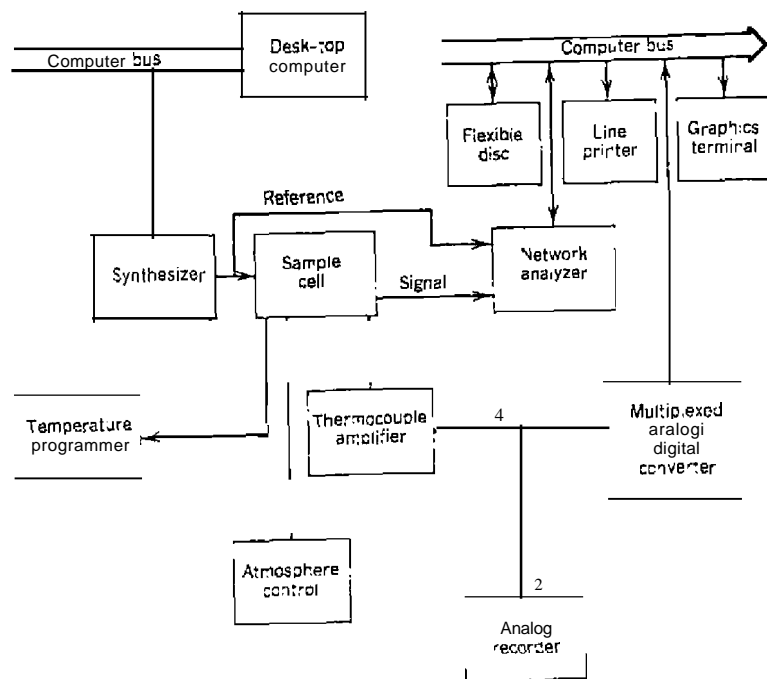 Desk-top
computer
Computer bus
Computer bus
Flexible
disc
Line
printer
Graphics
terminal
Reference
Synthesizer
Sample
cell
Signal
Network
analyzer
Temperature
programmer
Thermocouple
amplifier
4
Multiplexed
aralogi
digital
converter
Atmosphere
control
2
Analog
recorder